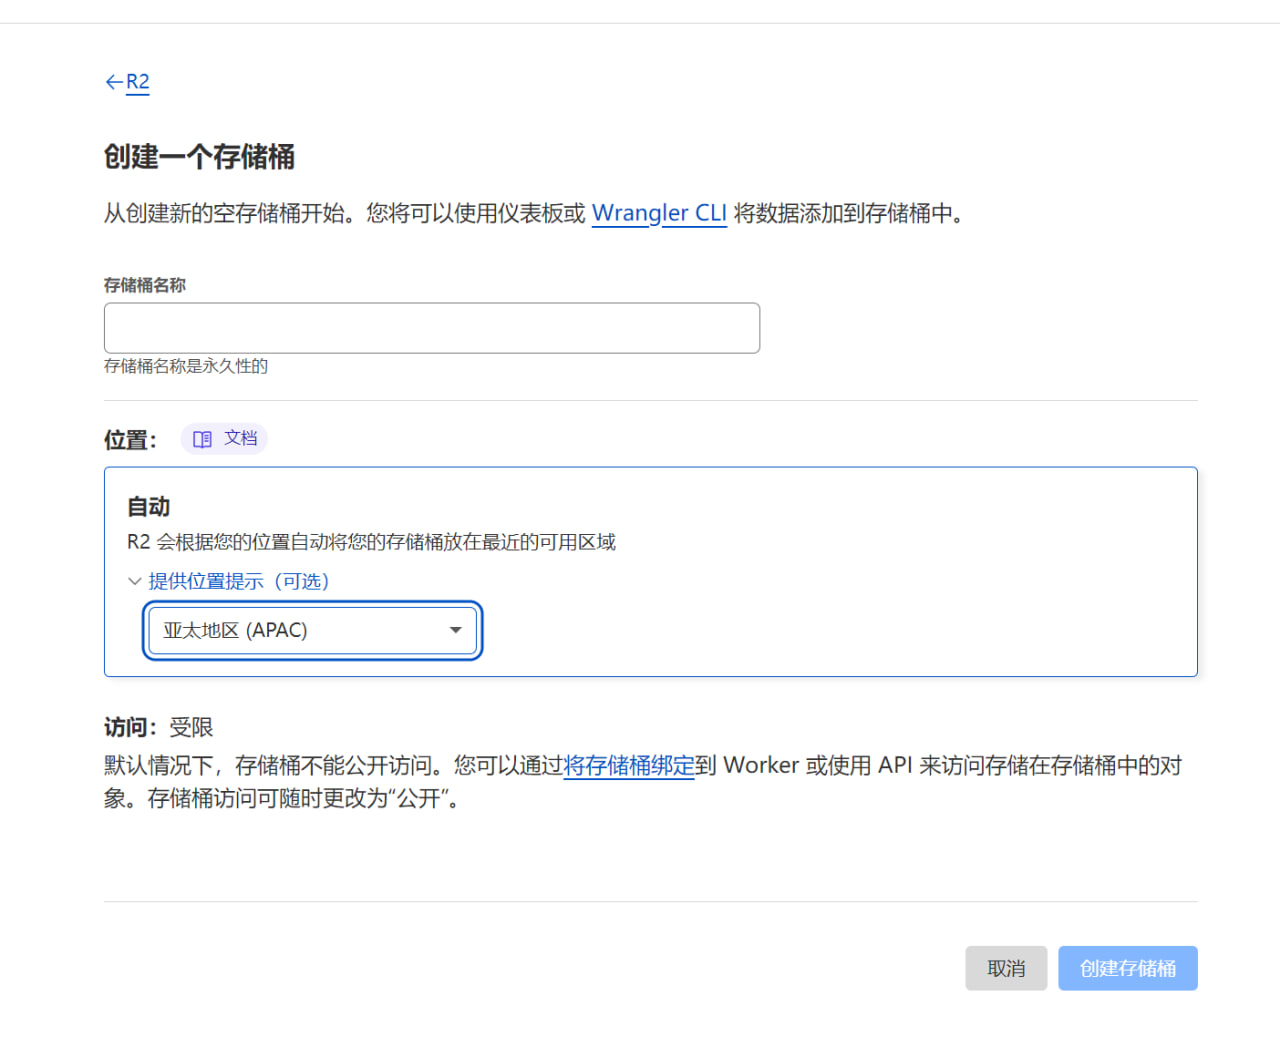 ←R2
创建一个存储桶
从创建新的空存储桶开始。您将可以使用仪表板或 Wrangler CLI 将数据添加到存储桶中。
存储桶名称
存储桶名称是永久性的
位置： 文档
自动
R2 会根据您的位置自动将您的存储桶放在最近的可用区域
提供位置提示（可选）
亚太地区 (APAC)
访问：受限
默认情况下，存储桶不能公开访问。您可以通过将存储桶绑定到 Worker 或使用 API 来访问存储在存储桶中的对
象。存储桶访问可随时更改为“公开”。
取消 创建存储桶